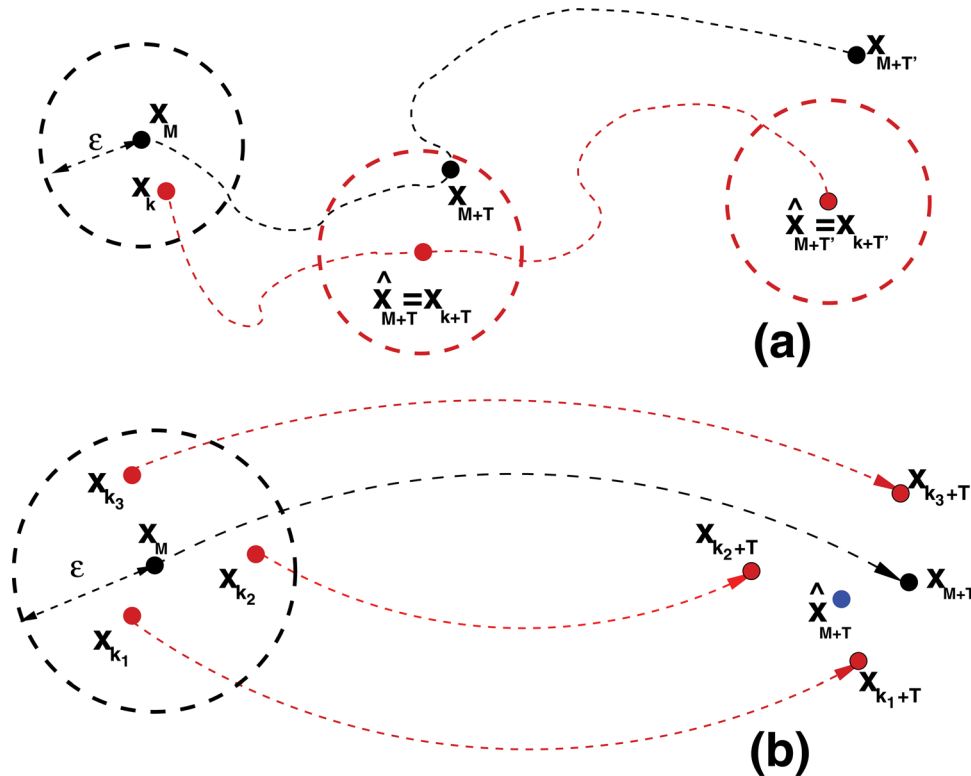 x_M
ε
x_k
x_{M+T'}
x_{M+T}
x̂_{M+T'}=x_{k+T'}
x̂_{M+T}=x_{k+T}
(a)
x_{k_3}
x_{k_3+T}
x_M
x_{k_2+T}
ε
x_{k_2}
x_{M+T}
x̂_{M+T}
x_{k_1}
x_{k_1+T}
(b)